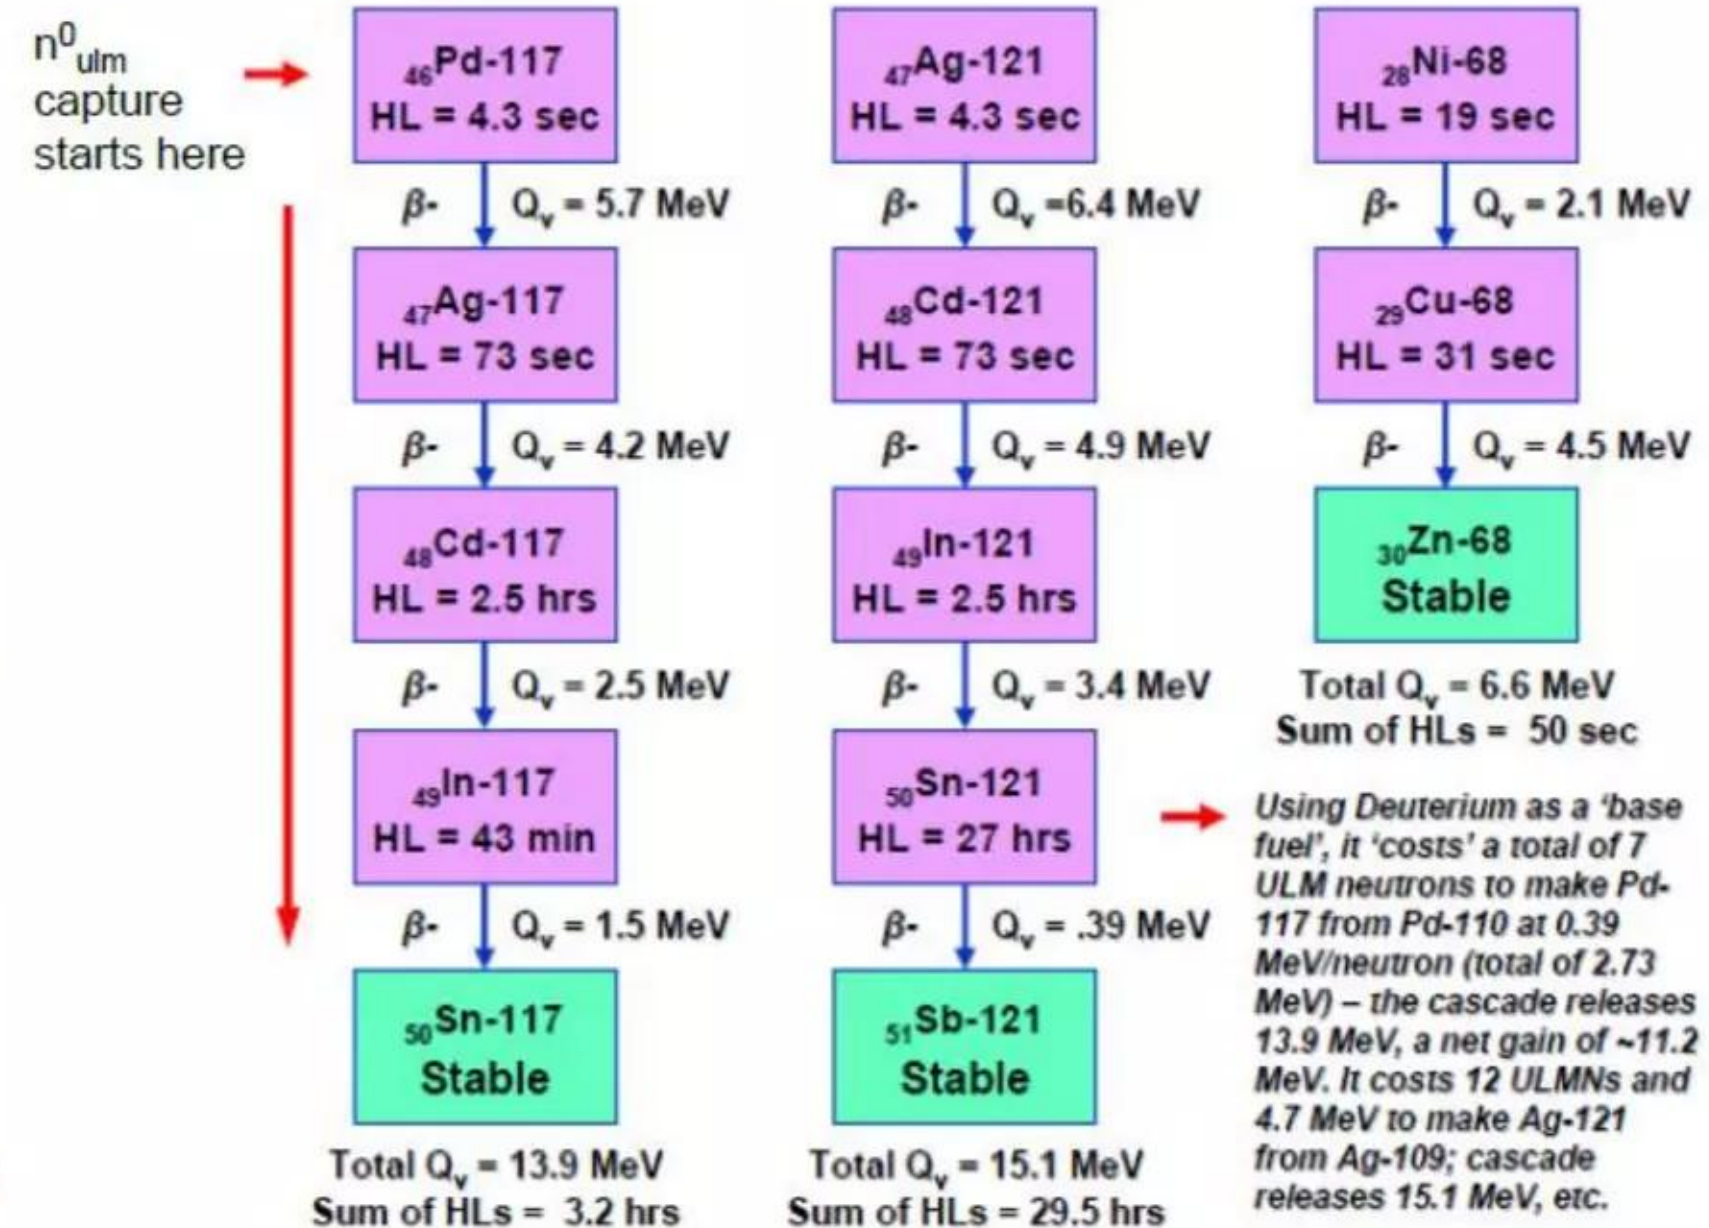 n⁰ulm
capture
starts here
46Pd-117
HL = 4.3 sec
β- Qv = 5.7 MeV
47Ag-117
HL = 73 sec
β- Qv = 4.2 MeV
48Cd-117
HL = 2.5 hrs
β- Qv = 2.5 MeV
49In-117
HL = 43 min
β- Qv = 1.5 MeV
50Sn-117
Stable
Total Qv = 13.9 MeV
Sum of HLs = 3.2 hrs
47Ag-121
HL = 4.3 sec
β- Qv =6.4 MeV
48Cd-121
HL = 73 sec
β- Qv = 4.9 MeV
49In-121
HL = 2.5 hrs
β- Qv = 3.4 MeV
50Sn-121
HL = 27 hrs
β- Qv = .39 MeV
51Sb-121
Stable
Total Qv = 15.1 MeV
Sum of HLs = 29.5 hrs
28Ni-68
HL = 19 sec
β- Qv = 2.1 MeV
29Cu-68
HL = 31 sec
β- Qv = 4.5 MeV
30Zn-68
Stable
Total Qv = 6.6 MeV
Sum of HLs = 50 sec
Using Deuterium as a ‘base
fuel’, it ‘costs’ a total of 7
ULM neutrons to make Pd-
117 from Pd-110 at 0.39
MeV/neutron (total of 2.73
MeV) – the cascade releases
13.9 MeV, a net gain of ~11.2
MeV. It costs 12 ULMNs and
4.7 MeV to make Ag-121
from Ag-109; cascade
releases 15.1 MeV, etc.